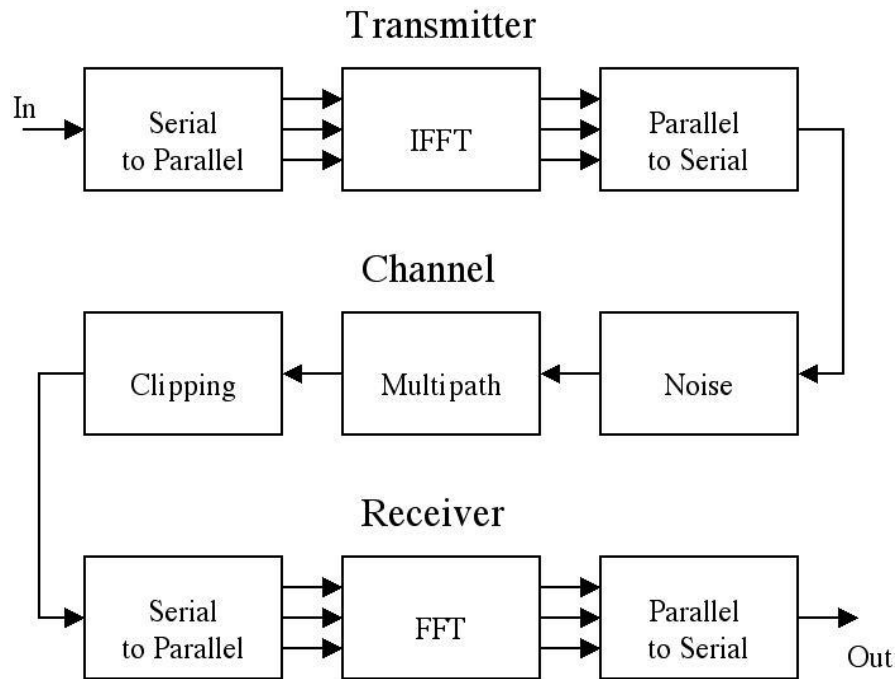 Transmitter
In
Serial
to Parallel
IFFT
Parallel
to Serial
Channel
Clipping
Multipath
Noise
Receiver
Serial
to Parallel
FFT
Parallel
to Serial
Out